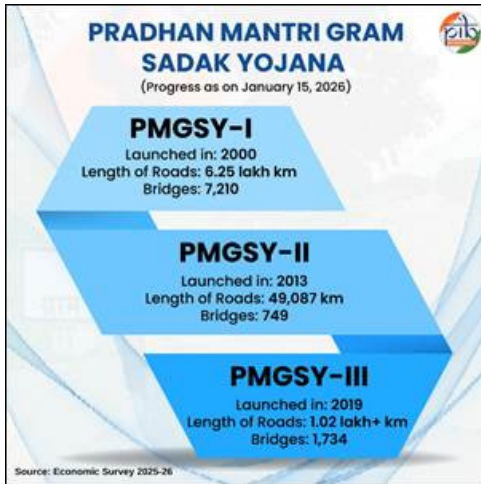 PRADHAN MANTRI GRAM
SADAK YOJANA
(Progress as on January 15, 2026)
pib
PMGSY-I
Launched in: 2000
Length of Roads: 6.25 lakh km
Bridges: 7,210
PMGSY-II
Launched in: 2013
Length of Roads: 49,087 km
Bridges: 749
PMGSY-III
Launched in: 2019
Length of Roads: 1.02 lakh+ km
Bridges: 1,734
Source: Economic Survey 2025-26